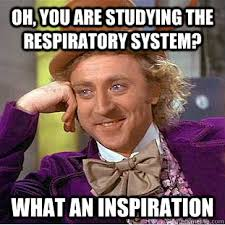 OH, YOU ARE STUDYING THE
RESPIRATORY SYSTEM?
WHAT AN INSPIRATION